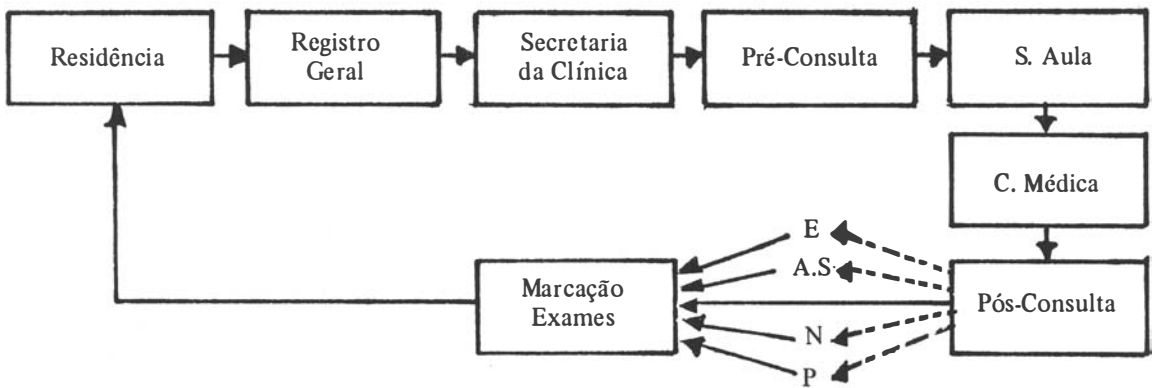 Residência
Registro
Geral
Secretaria
da Clínica
Pré-Consulta
S. Aula
C. Médica
E
A.S.
Marcação
Exames
Pós-Consulta
N
P